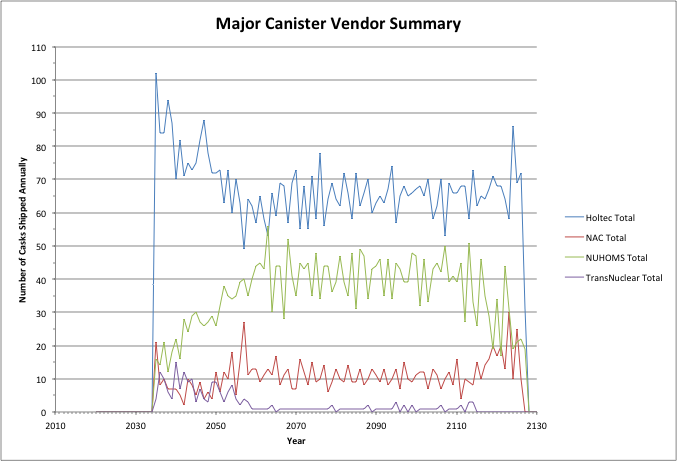 Major Canister Vendor Summary
Number of Casks Shipped Annually
110
100
90
80
70
60
50
40
30
20
10
0
2010 2030 2050 2070 2090 2110 2130
Year
Holtec Total
NAC Total
NUHOMS Total
TransNuclear Total